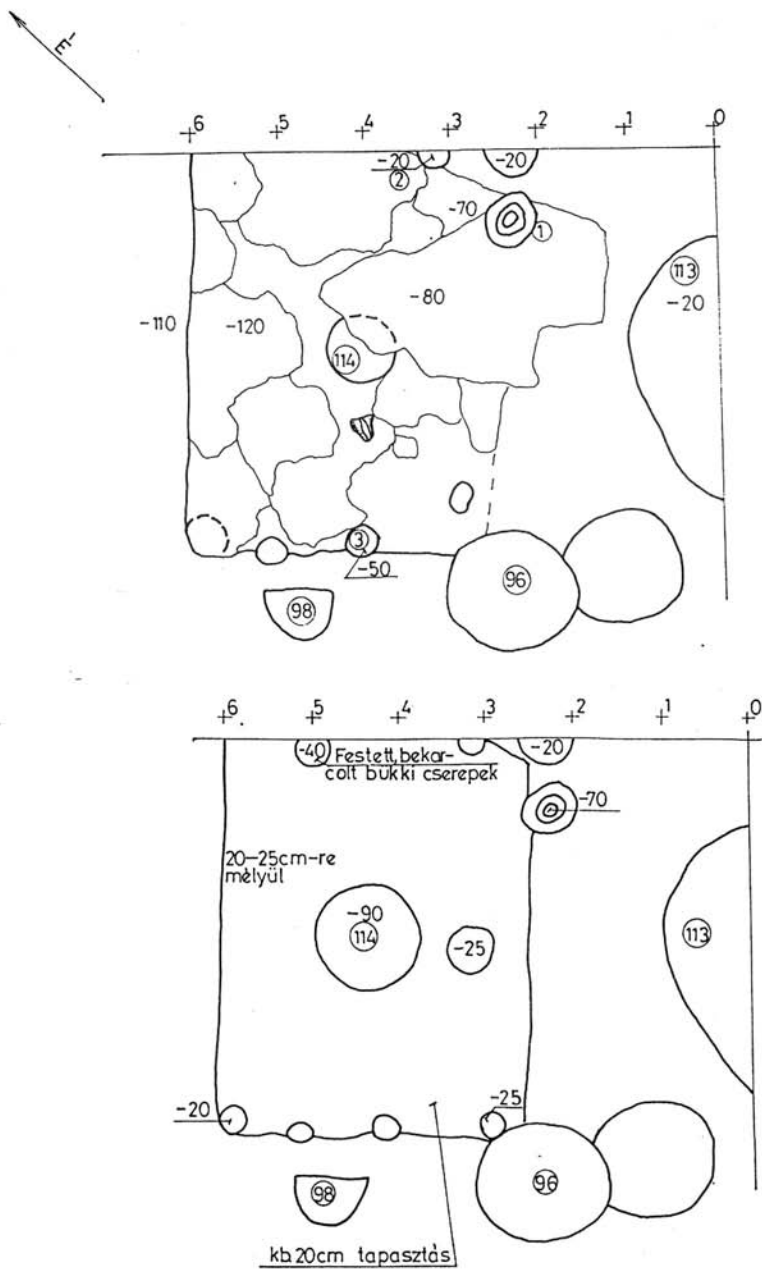 É
6 5 4 3 2 1 0
-20 -20
2
-70
1
113
-20
-80
-110 -120
114
3
-50
96
98
6 5 4 3 2 1 0
-40 Festett, bekar-
colt bükki cserepek
-20
-70
20-25cm-re
mélyül
-90
114
-25
113
-20
-25
98
96
kb. 20cm tapasztás